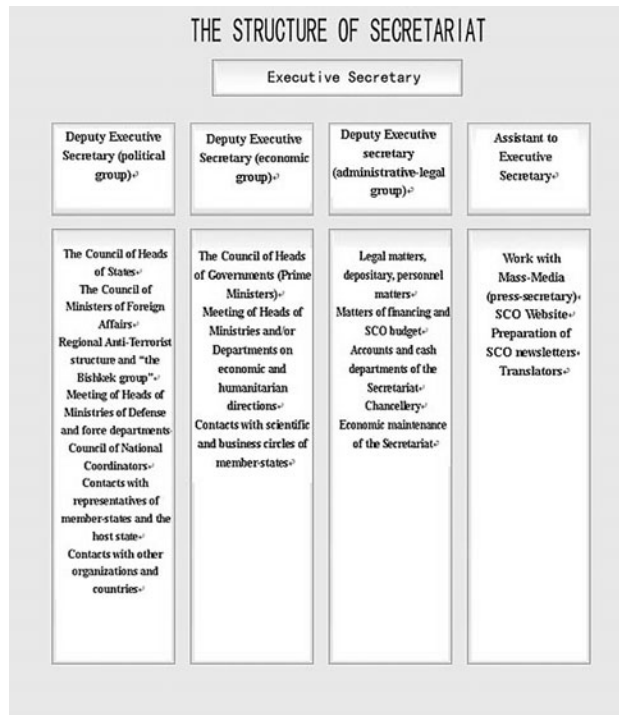 THE STRUCTURE OF SECRETARIAT
Executive Secretary
Deputy Executive
Secretary (political
group)
Deputy Executive
Secretary (economic
group)
Deputy Executive
secretary
(administrative-legal
group)
Assistant to
Executive
Secretary
The Council of Heads
of States
The Council of
Ministers of Foreign
Affairs
Regional Anti-Terrorist
structure and “the
Bishkek group”
Meeting of Heads of
Ministries of Defense
and force departments
Council of National
Coordinators
Contacts with
representatives of
member-states and the
host state
Contacts with other
organizations and
countries
The Council of Heads
of Governments (Prime
Ministers)
Meeting of Heads of
Ministries and/or
Departments on
economic and
humanitarian
directions
Contacts with scientific
and business circles of
member-states
Legal matters,
depositary, personnel
matters
Matters of financing and
SCO budget
Accounts and cash
departments of the
Secretariat
Chancellery
Economic maintenance
of the Secretariat
Work with
Mass-Media
(press-secretary)
SCO Website
Preparation of
SCO newsletters
Translators